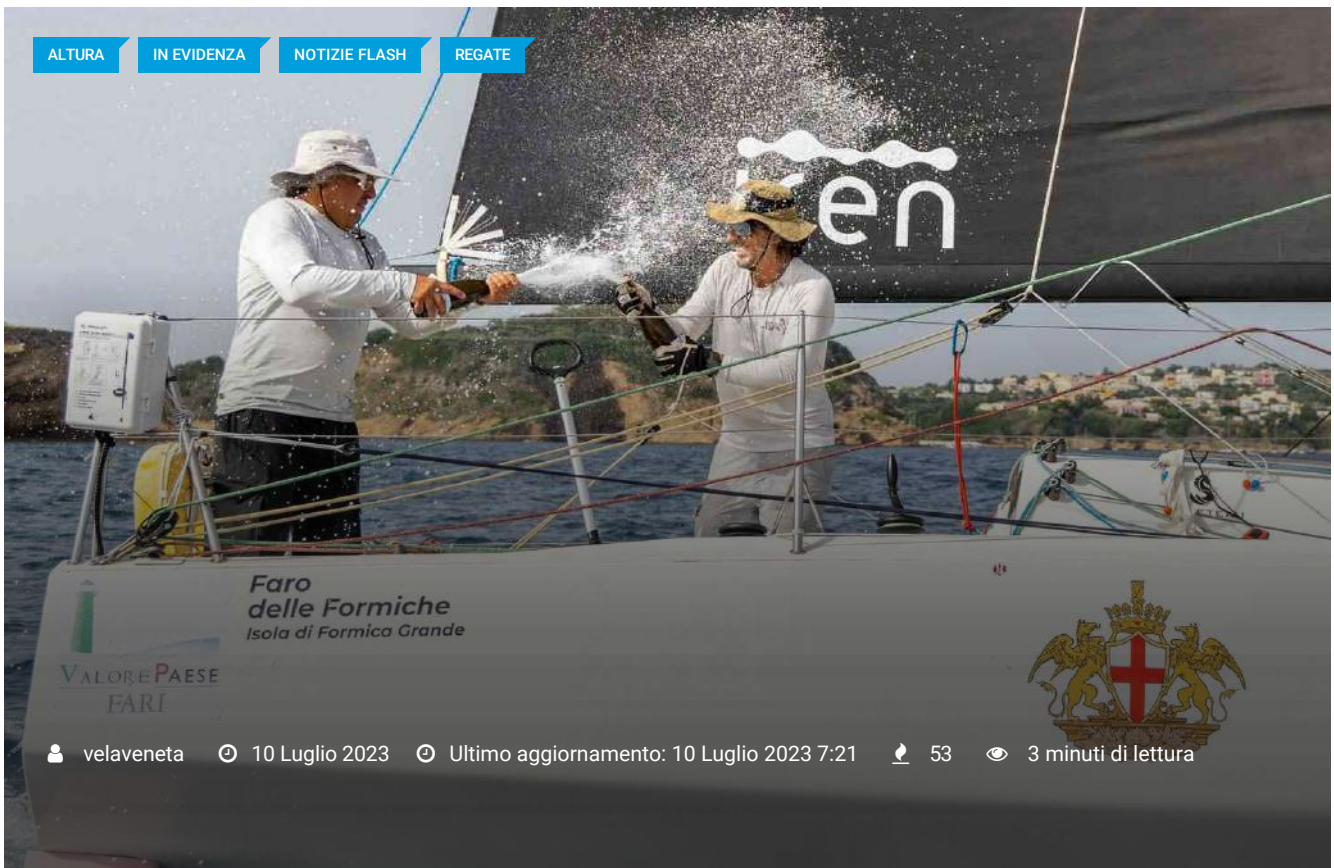 ALTURA IN EVIDENZA NOTIZIE FLASH REGATE
Faro
delle Formiche
Isola di Formica Grande
VALORE PAESE
FARI
velaveneta 10 Luglio 2023 Ultimo aggiornamento: 10 Luglio 2023 7:21 53 3 minuti di lettura